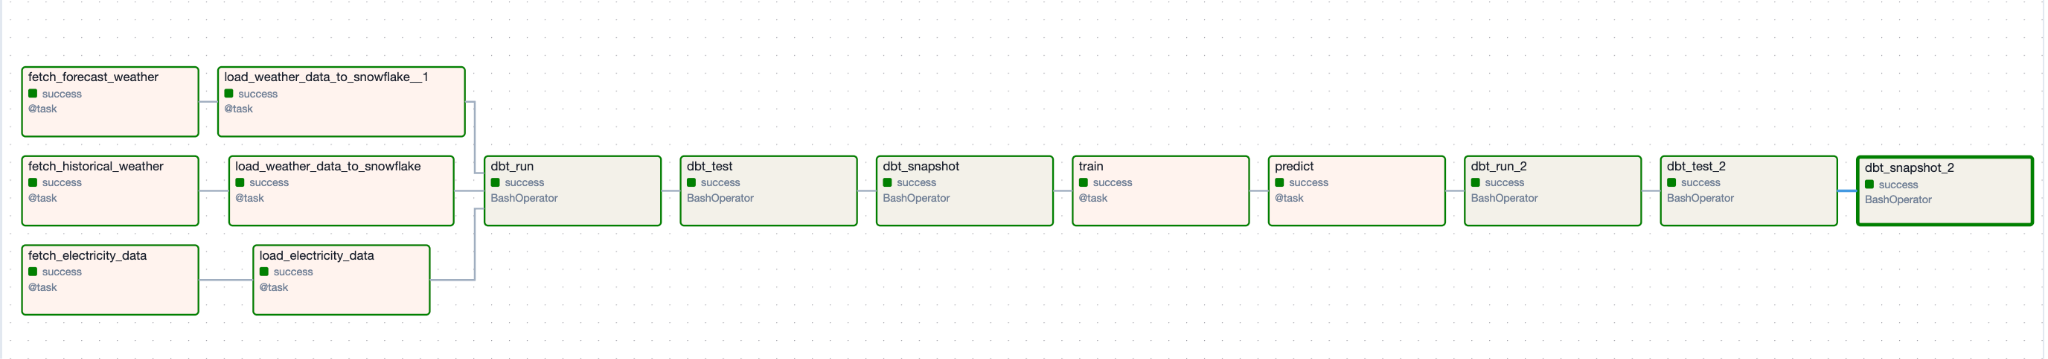 fetch_forecast_weather
success
@task
load_weather_data_to_snowflake__1
success
@task
fetch_historical_weather
success
@task
load_weather_data_to_snowflake
success
@task
fetch_electricity_data
success
@task
load_electricity_data
success
@task
dbt_run
success
BashOperator
dbt_test
success
BashOperator
dbt_snapshot
success
BashOperator
train
success
@task
predict
success
@task
dbt_run_2
success
BashOperator
dbt_test_2
success
BashOperator
dbt_snapshot_2
success
BashOperator